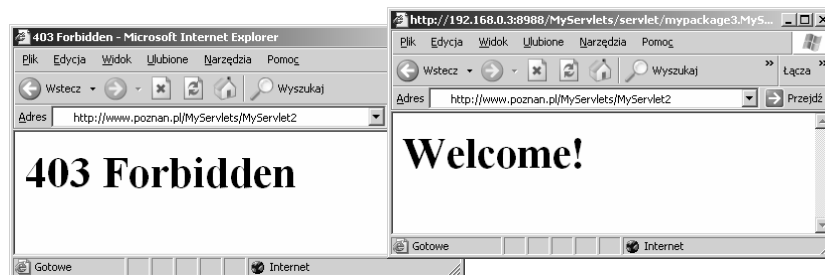 403 Forbidden - Microsoft Internet Explorer
Plik Edycja Widok Ulubione Narzędzia Pomoc
Wstecz Wyszukaj
Adres http://www.poznan.pl/MyServlets/MyServlet2
403 Forbidden
Gotowe Internet
http://192.168.0.3:8988/MyServlets/servlet/mypackage3.MyS...
Plik Edycja Widok Ulubione Narzędzia Pomoc
Wstecz Wyszukaj » Łącza »
Adres http://www.poznan.pl/MyServlets/MyServlet2 Przejdź
Welcome!
Gotowe Internet